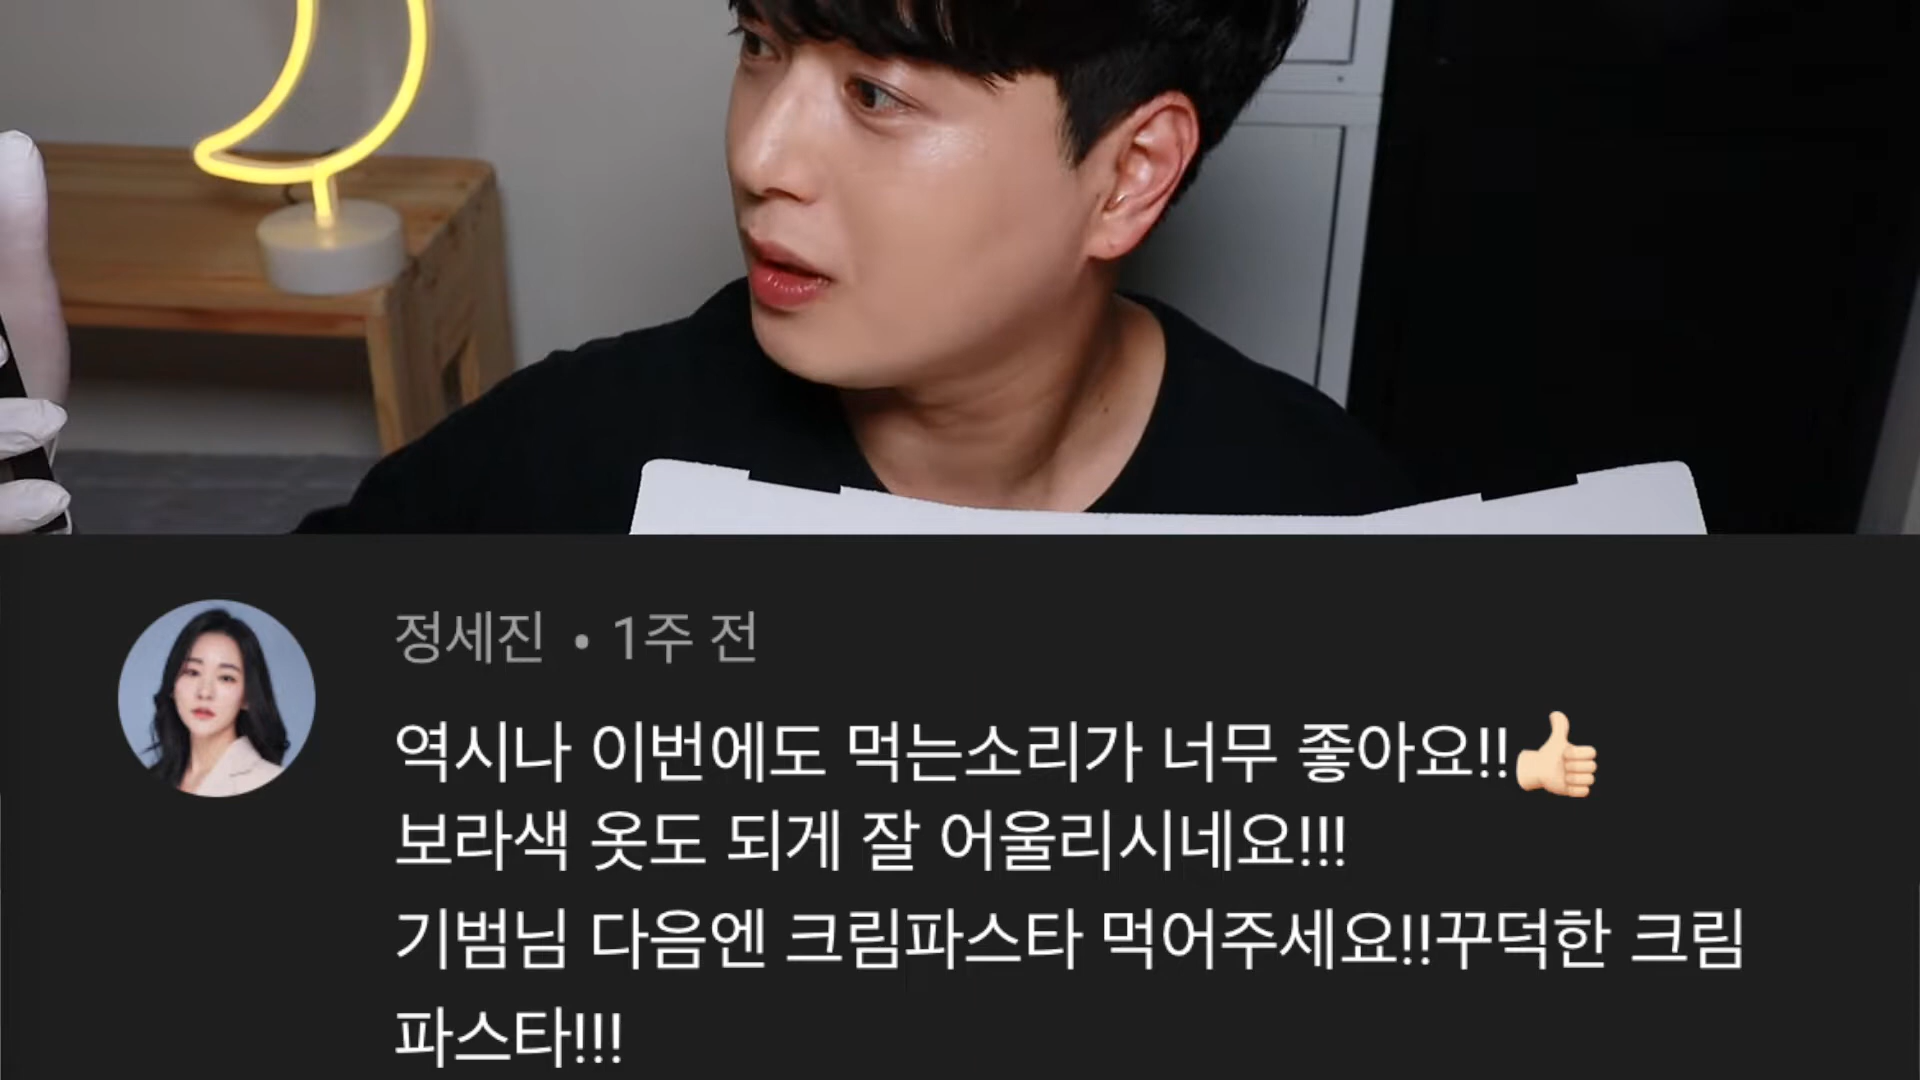 정세진 • 1주 전
역시나 이번에도 먹는소리가 너무 좋아요!!👍🏼
보라색 옷도 되게 잘 어울리시네요!!!
기범님 다음엔 크림파스타 먹어주세요!!꾸덕한 크림
파스타!!!